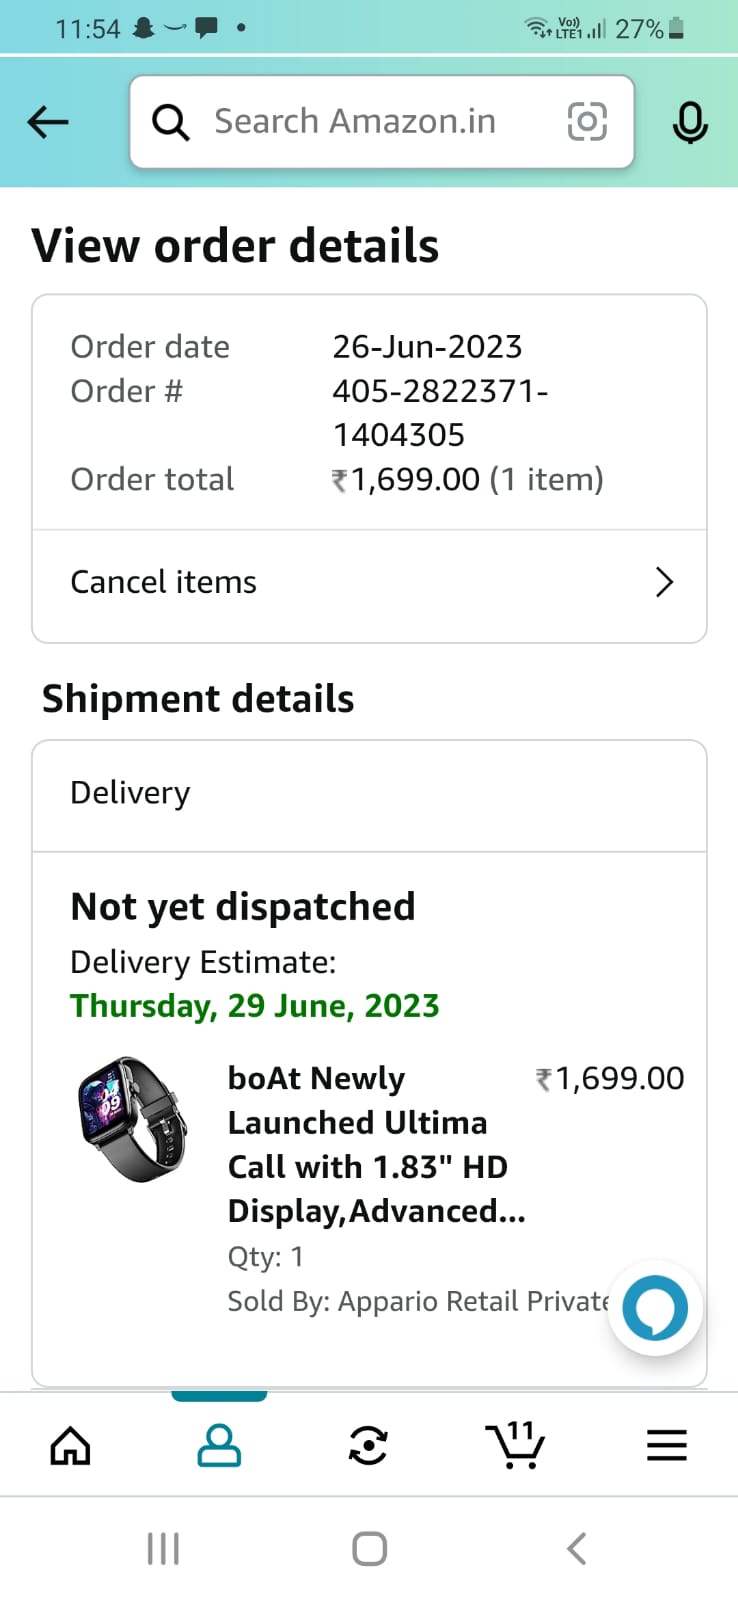 11:54
Vo)) LTE1 27%
Search Amazon.in
View order details
Order date 26-Jun-2023
Order # 405-2822371-
1404305
Order total ₹1,699.00 (1 item)
Cancel items
Shipment details
Delivery
Not yet dispatched
Delivery Estimate:
Thursday, 29 June, 2023
boAt Newly ₹1,699.00
Launched Ultima
Call with 1.83" HD
Display,Advanced...
Qty: 1
Sold By: Appario Retail Private
11